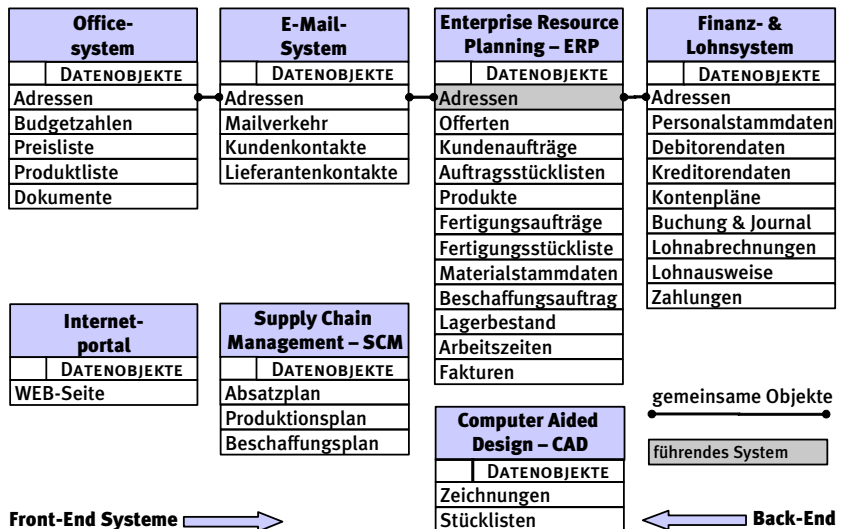 Office-
system
DATENOBJEKTE
Adressen
Budgetzahlen
Preisliste
Produktliste
Dokumente
E-Mail-
System
DATENOBJEKTE
Adressen
Mailverkehr
Kundenkontakte
Lieferantenkontakte
Enterprise Resource
Planning – ERP
DATENOBJEKTE
Adressen
Offerten
Kundenaufträge
Auftragsstücklisten
Produkte
Fertigungsaufträge
Fertigungsstückliste
Materialstammdaten
Beschaffungsauftrag
Lagerbestand
Arbeitszeiten
Fakturen
Finanz- &
Lohnsystem
DATENOBJEKTE
Adressen
Personalstammdaten
Debitorendaten
Kreditorendaten
Kontenpläne
Buchung & Journal
Lohnabrechnungen
Lohnausweise
Zahlungen
Internet-
portal
DATENOBJEKTE
WEB-Seite
Supply Chain
Management – SCM
DATENOBJEKTE
Absatzplan
Produktionsplan
Beschaffungsplan
Computer Aided
Design – CAD
DATENOBJEKTE
Zeichnungen
Stücklisten
gemeinsame Objekte
führendes System
Front-End Systeme
Back-End